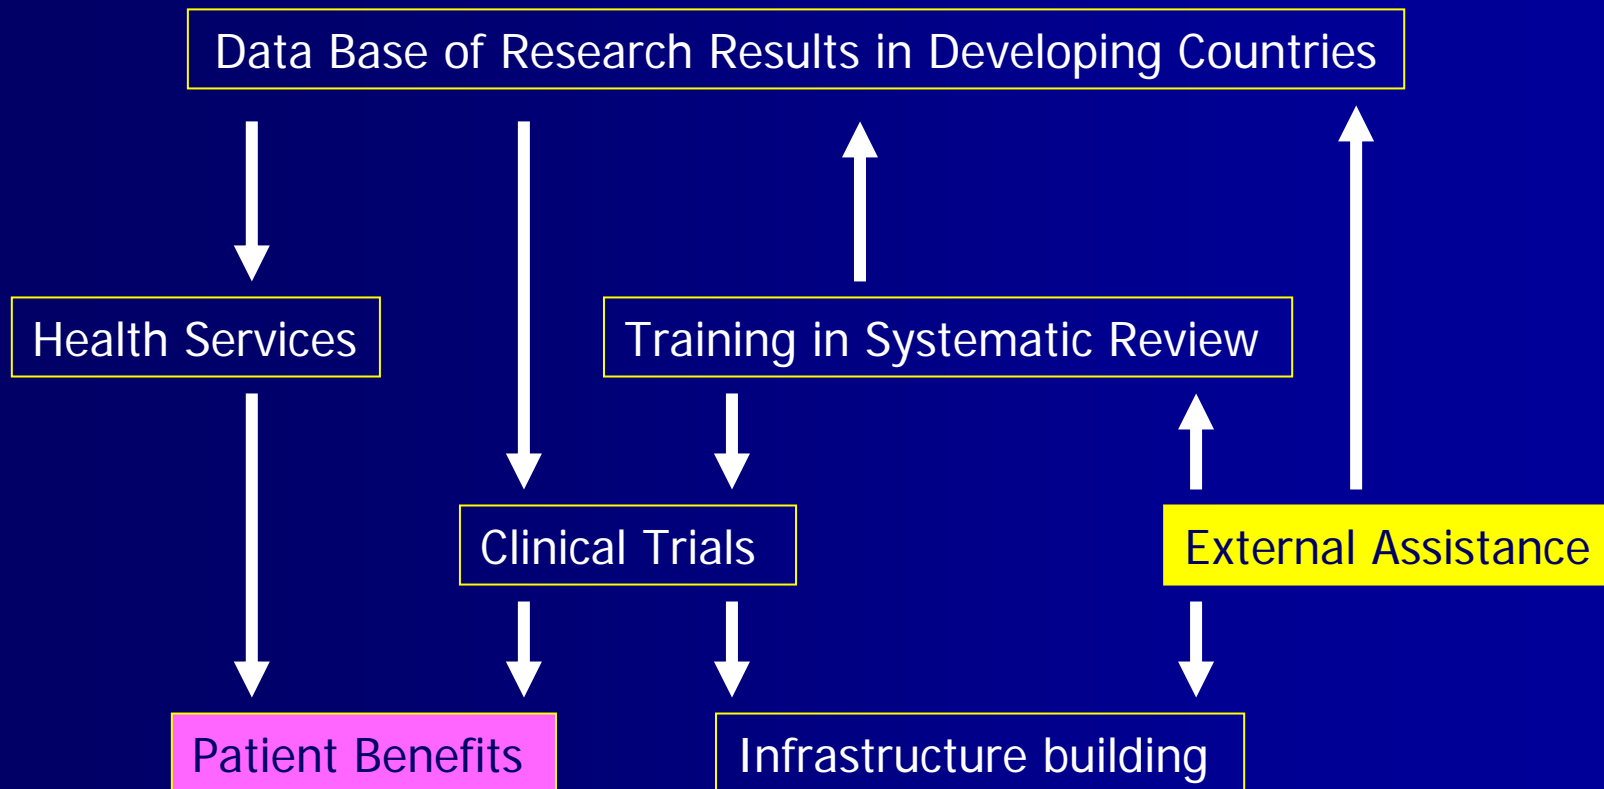 Data Base of Research Results in Developing Countries
Health Services
Training in Systematic Review
Clinical Trials
External Assistance
Patient Benefits
Infrastructure building